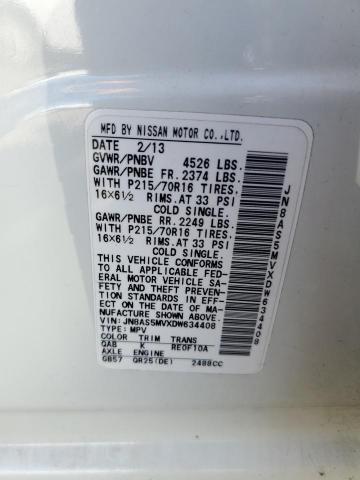 MFD BY NISSAN MOTOR CO.,LTD.
DATE 2/13
GVWR/PNBV 4526 LBS.
GAWR/PNBE FR. 2374 LBS.
WITH P215/70R16 TIRES.
16X6½ RIMS.AT 33 PSI
COLD SINGLE.
GAWR/PNBE RR. 2249 LBS.
WITH P215/70R16 TIRES.
16X6½ RIMS.AT 33 PSI
COLD SINGLE.
THIS VEHICLE CONFORMS
TO ALL APPLICABLE FED-
ERAL MOTOR VEHICLE SA-
FETY AND THEFT PREVEN-
TION STANDARDS IN EFF-
ECT ON THE DATE OF MA-
NUFACTURE SHOWN ABOVE.
VIN: JN8AS5MVXDW634408
TYPE: MPV
COLOR TRIM TRANS
QAB K RE0F10A
AXLE ENGINE
GB57 QR25(DE) 2488CC
JN8AS5MVXDW634408